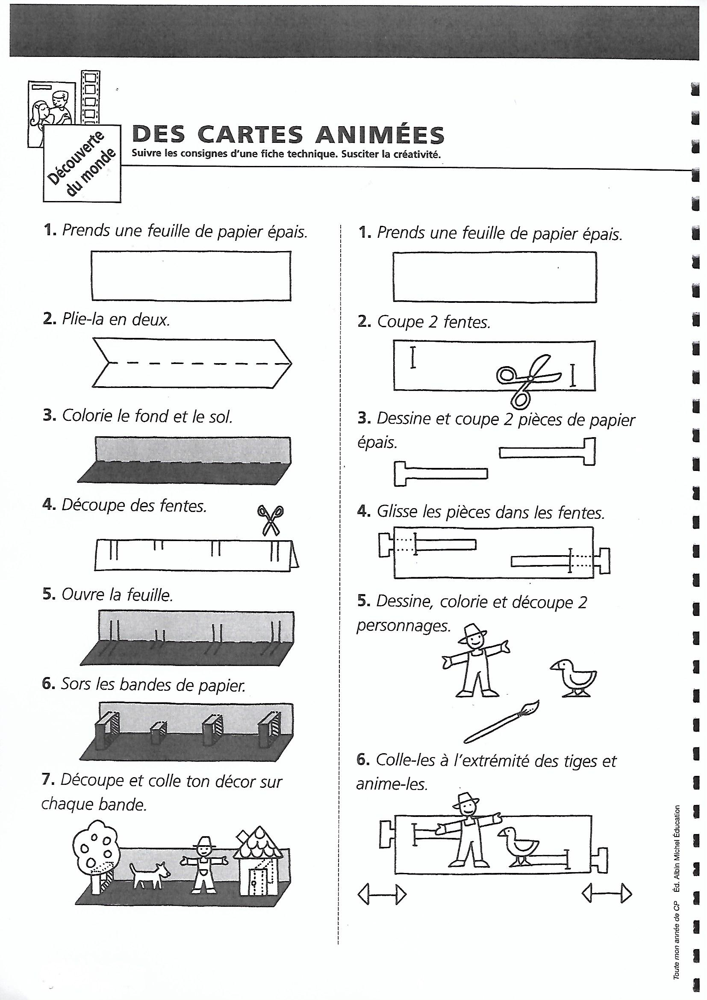 Découverte
du monde
DES CARTES ANIMÉES
Suivre les consignes d'une fiche technique. Susciter la créativité.
1. Prends une feuille de papier épais.
2. Plie-la en deux.
3. Colorie le fond et le sol.
4. Découpe des fentes.
5. Ouvre la feuille.
6. Sors les bandes de papier.
7. Découpe et colle ton décor sur
chaque bande.
1. Prends une feuille de papier épais.
2. Coupe 2 fentes.
3. Dessine et coupe 2 pièces de papier
épais.
4. Glisse les pièces dans les fentes.
5. Dessine, colorie et découpe 2
personnages.
6. Colle-les à l'extrémité des tiges et
anime-les.
Toute mon année de CP Éd. Albin Michel Éducation